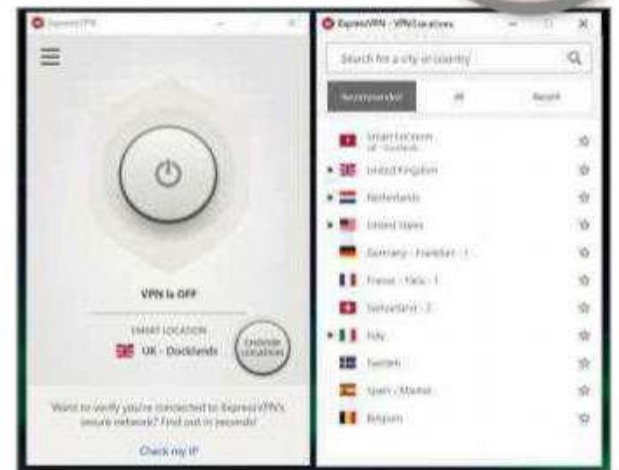 ExpressVPN
VPN is OFF
SMART LOCATION
UK - Docklands
CHOOSE
LOCATION
Want to verify you're connected to ExpressVPN's
secure network? Find out in seconds!
Check my IP
ExpressVPN - VPN Locations
Search for a city or country
Recommended
All
Recent
Smart Location
UK - Docklands
United Kingdom
Netherlands
United States
Germany - Frankfurt - 1
France - Paris - 1
Switzerland - 2
Italy
Sweden
Spain - Madrid
Belgium